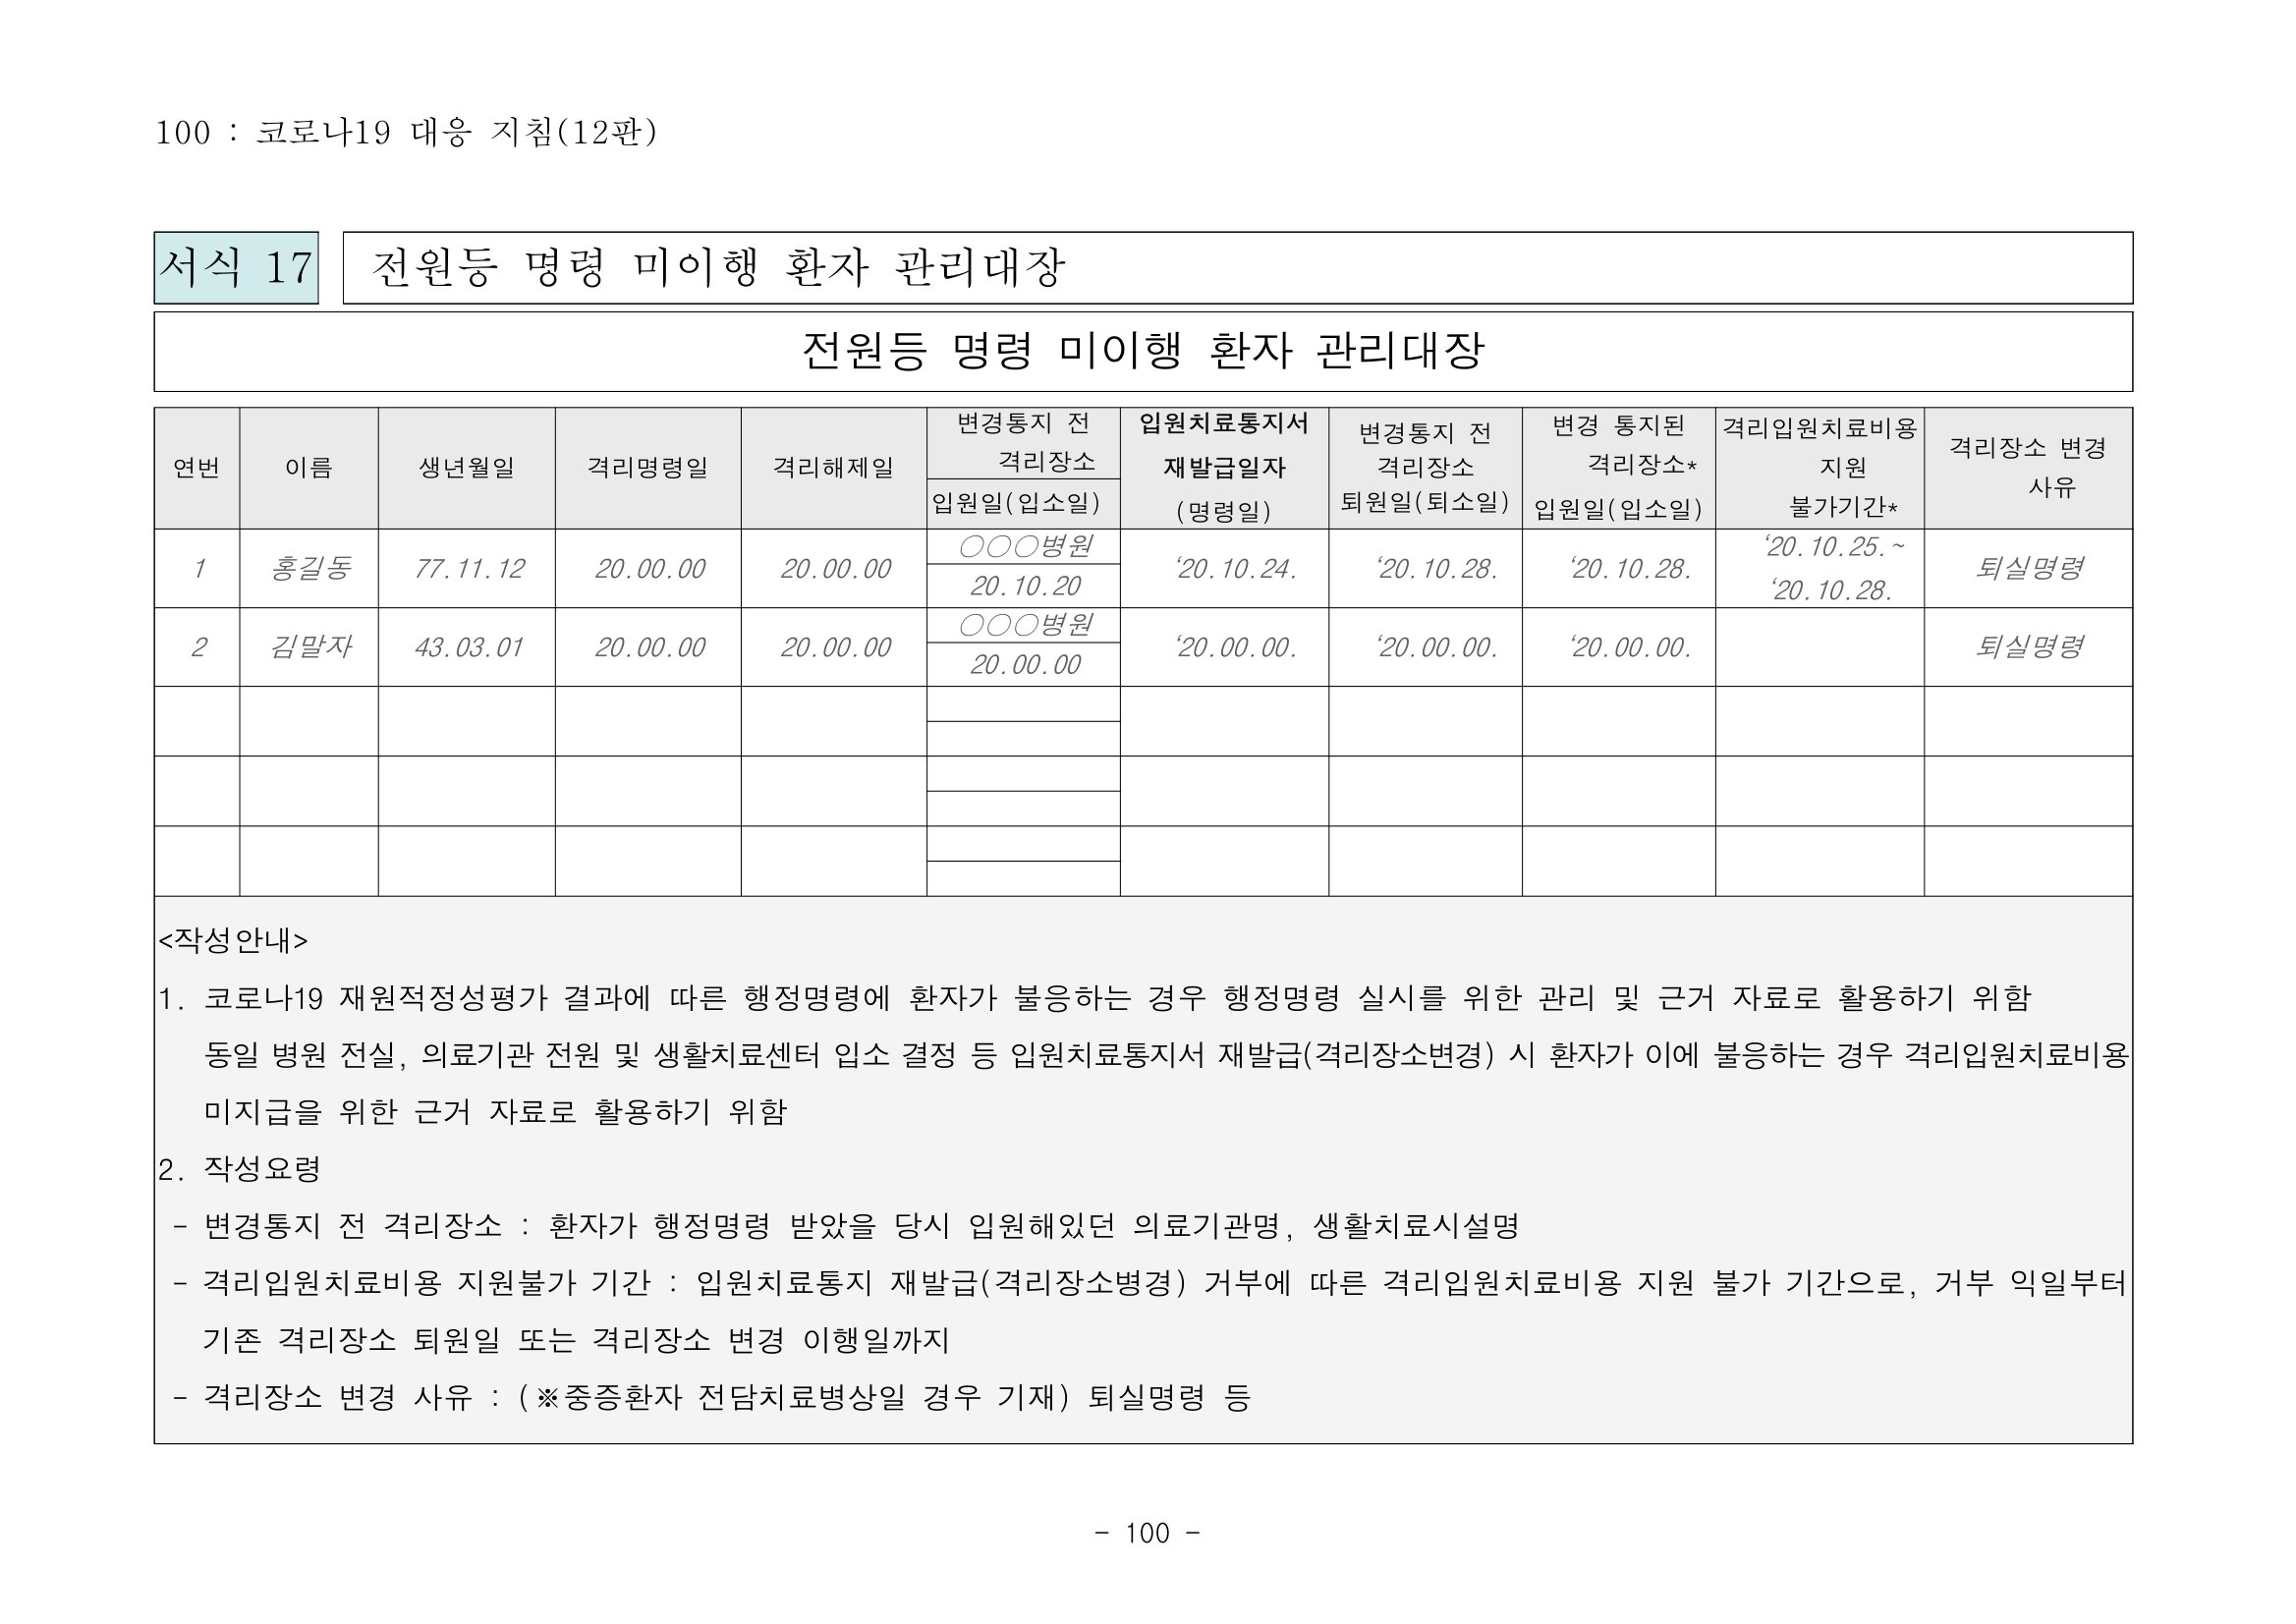 100 : 코로나19 대응 지침(12판)
서식 17 전원등 명령 미이행 환자 관리대장
전원등 명령 미이행 환자 관리대장
연번 이름 생년월일 격리명령일 격리해제일 변경통지 전 격리장소 입원일(입소일) 입원치료통지서 재발급일자 (명령일) 변경통지 전 격리장소 퇴원일(퇴소일) 변경 통지된 격리장소* 입원일(입소일) 격리입원치료비용 지원 불가기간* 격리장소 변경 사유
1 홍길동 77.11.12 20.00.00 20.00.00 ○○○병원 20.10.20 ‘20.10.24. ‘20.10.28. ‘20.10.28. ‘20.10.25.~ ‘20.10.28. 퇴실명령
2 김말자 43.03.01 20.00.00 20.00.00 ○○○병원 20.00.00 ‘20.00.00. ‘20.00.00. ‘20.00.00. 퇴실명령
<작성안내>
1. 코로나19 재원적정성평가 결과에 따른 행정명령에 환자가 불응하는 경우 행정명령 실시를 위한 관리 및 근거 자료로 활용하기 위함
동일 병원 전실, 의료기관 전원 및 생활치료센터 입소 결정 등 입원치료통지서 재발급(격리장소변경) 시 환자가 이에 불응하는 경우 격리입원치료비용
미지급을 위한 근거 자료로 활용하기 위함
2. 작성요령
- 변경통지 전 격리장소 : 환자가 행정명령 받았을 당시 입원해있던 의료기관명, 생활치료시설명
- 격리입원치료비용 지원불가 기간 : 입원치료통지 재발급(격리장소병경) 거부에 따른 격리입원치료비용 지원 불가 기간으로, 거부 익일부터
기존 격리장소 퇴원일 또는 격리장소 변경 이행일까지
- 격리장소 변경 사유 : (※중증환자 전담치료병상일 경우 기재) 퇴실명령 등
- 100 -